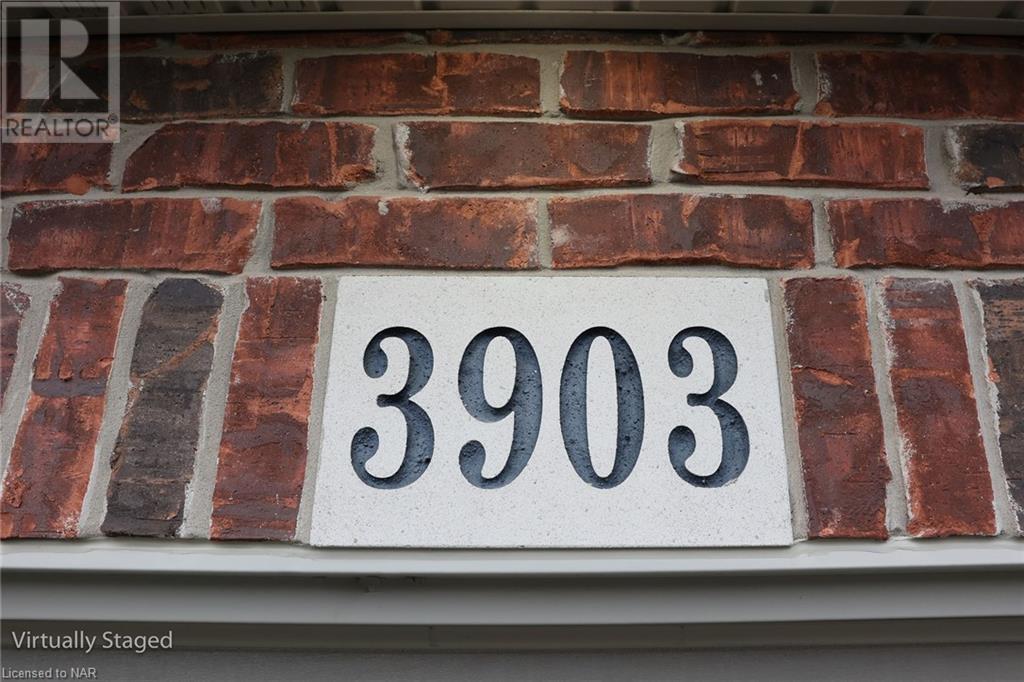 R
REALTOR®
3903
Virtually Staged
Licensed to NAR